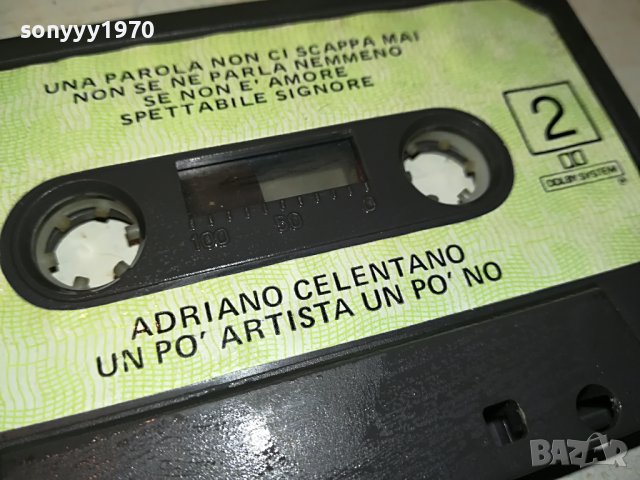 sonyyy1970
UNA PAROLA NON CI SCAPPA MAI
NON SE NE PARLA NEMMENO
SE NON E' AMORE
SPETTABILE SIGNORE
2
DOLBY SYSTEM
100 50 0
ADRIANO CELENTANO
UN PO' ARTISTA UN PO' NO
BAZAR